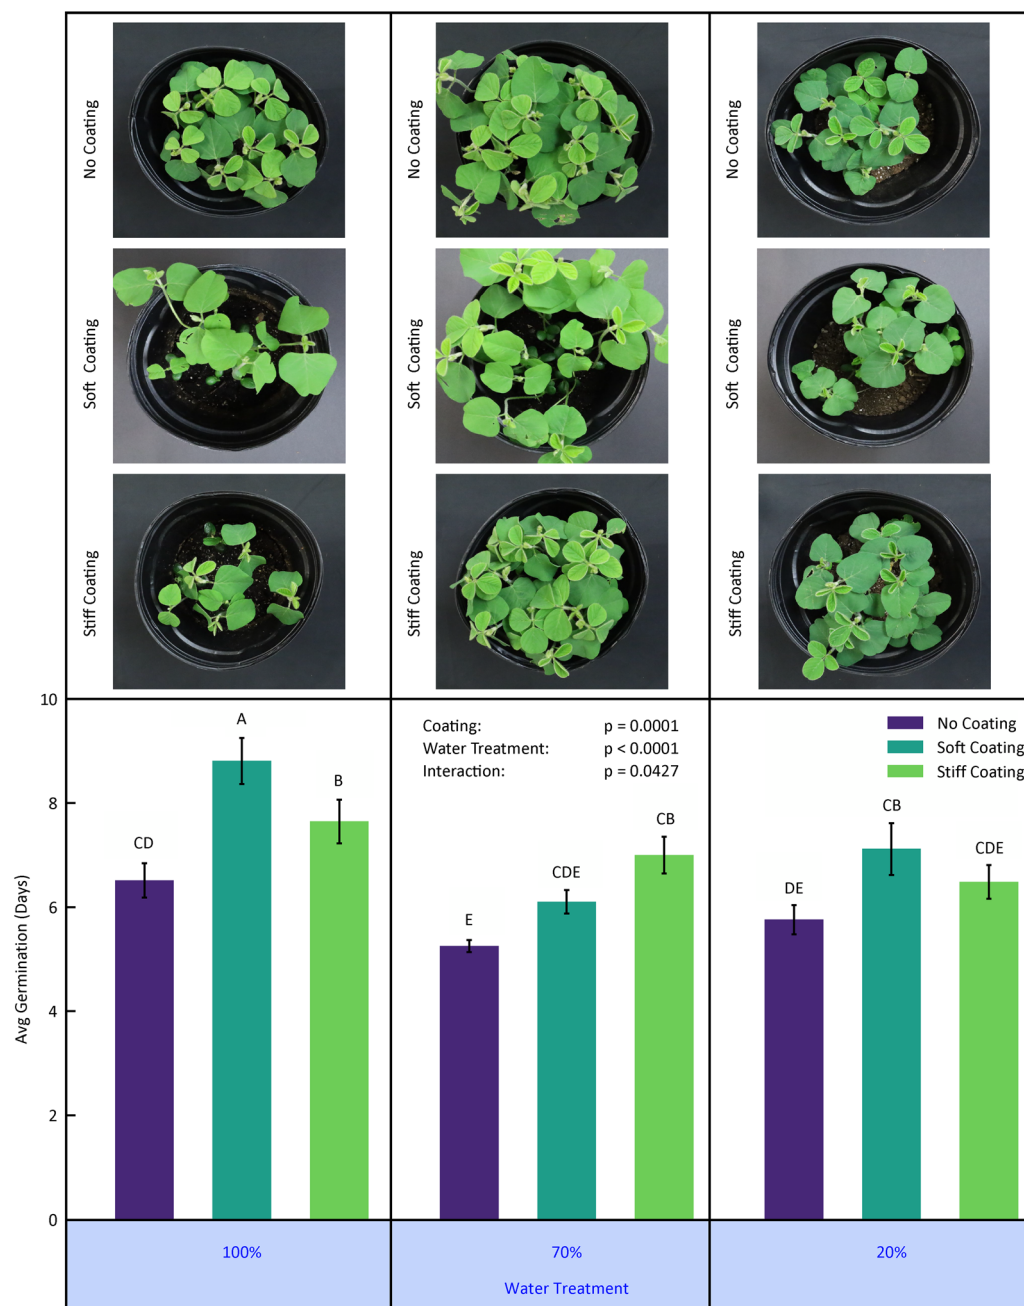 No Coating
No Coating
No Coating
Soft Coating
Soft Coating
Soft Coating
Stiff Coating
Stiff Coating
Stiff Coating
10
8
6
4
2
0
Avg Germination (Days)
CD
A
B
Coating: p = 0.0001
Water Treatment: p < 0.0001
Interaction: p = 0.0427
E
CDE
CB
No Coating
Soft Coating
Stiff Coating
DE
CB
CDE
100%
70%
20%
Water Treatment